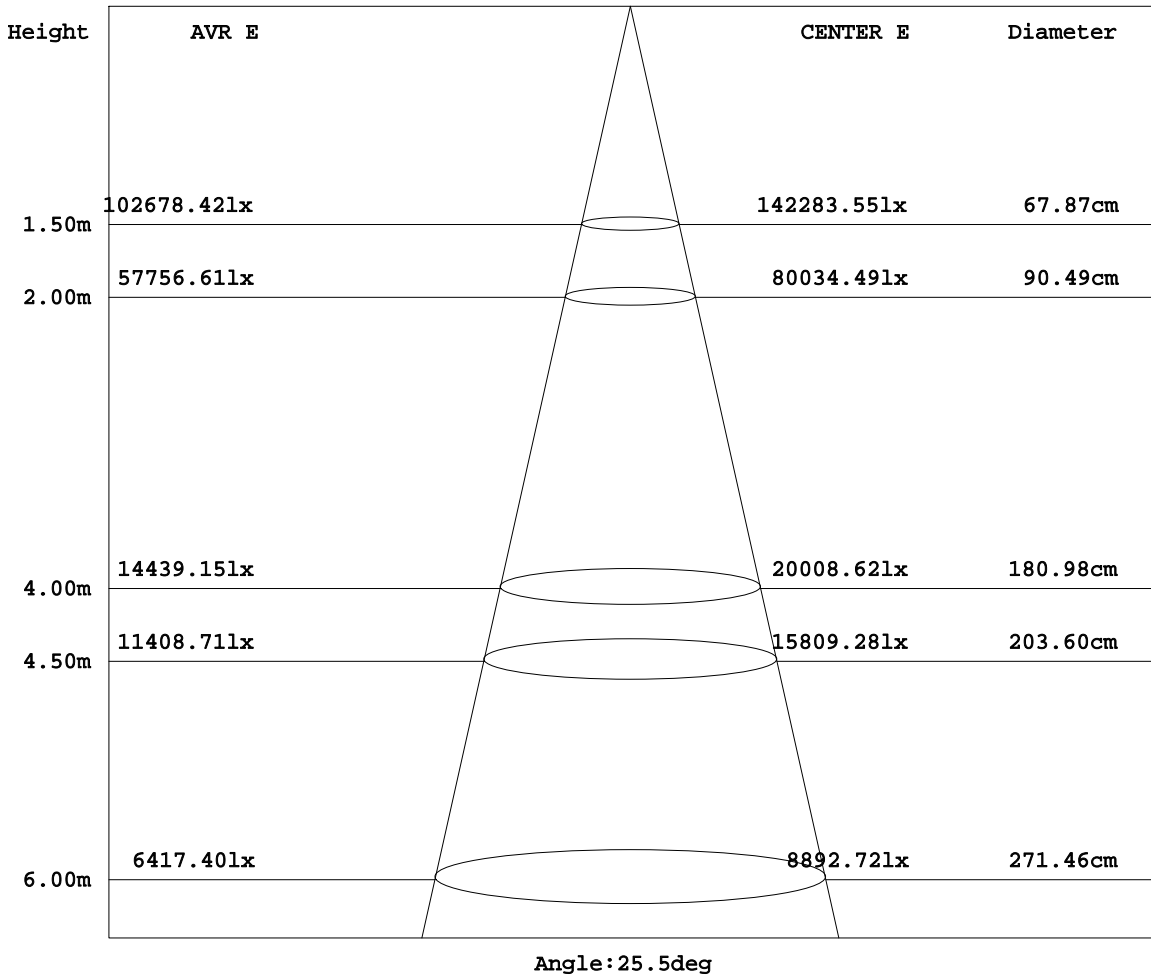 Height AVR E CENTER E Diameter
102678.42lx 142283.55lx 67.87cm
1.50m
57756.61lx 80034.49lx 90.49cm
2.00m
14439.15lx 20008.62lx 180.98cm
4.00m
11408.71lx 15809.28lx 203.60cm
4.50m
6417.40lx 8892.72lx 271.46cm
6.00m
Angle:25.5deg